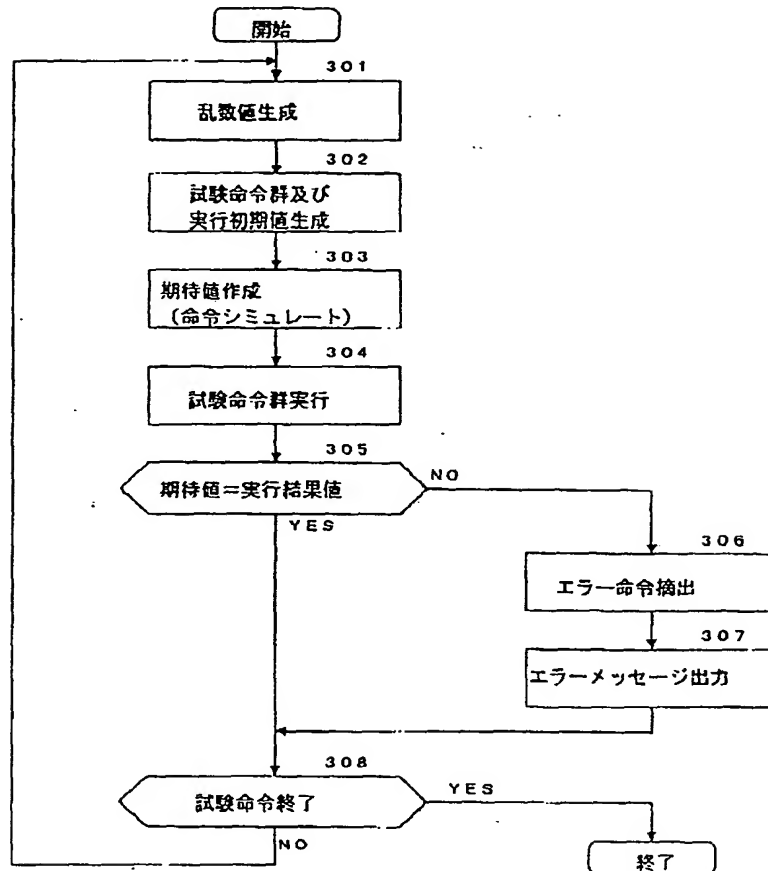 開始
301
乱数値生成
302
試験命令群及び
実行初期値生成
303
期待値作成
(命令シミュレート)
304
試験命令群実行
305
期待値＝実行結果値
NO
YES
306
エラー命令摘出
307
エラーメッセージ出力
308
試験命令終了
YES
NO
終了